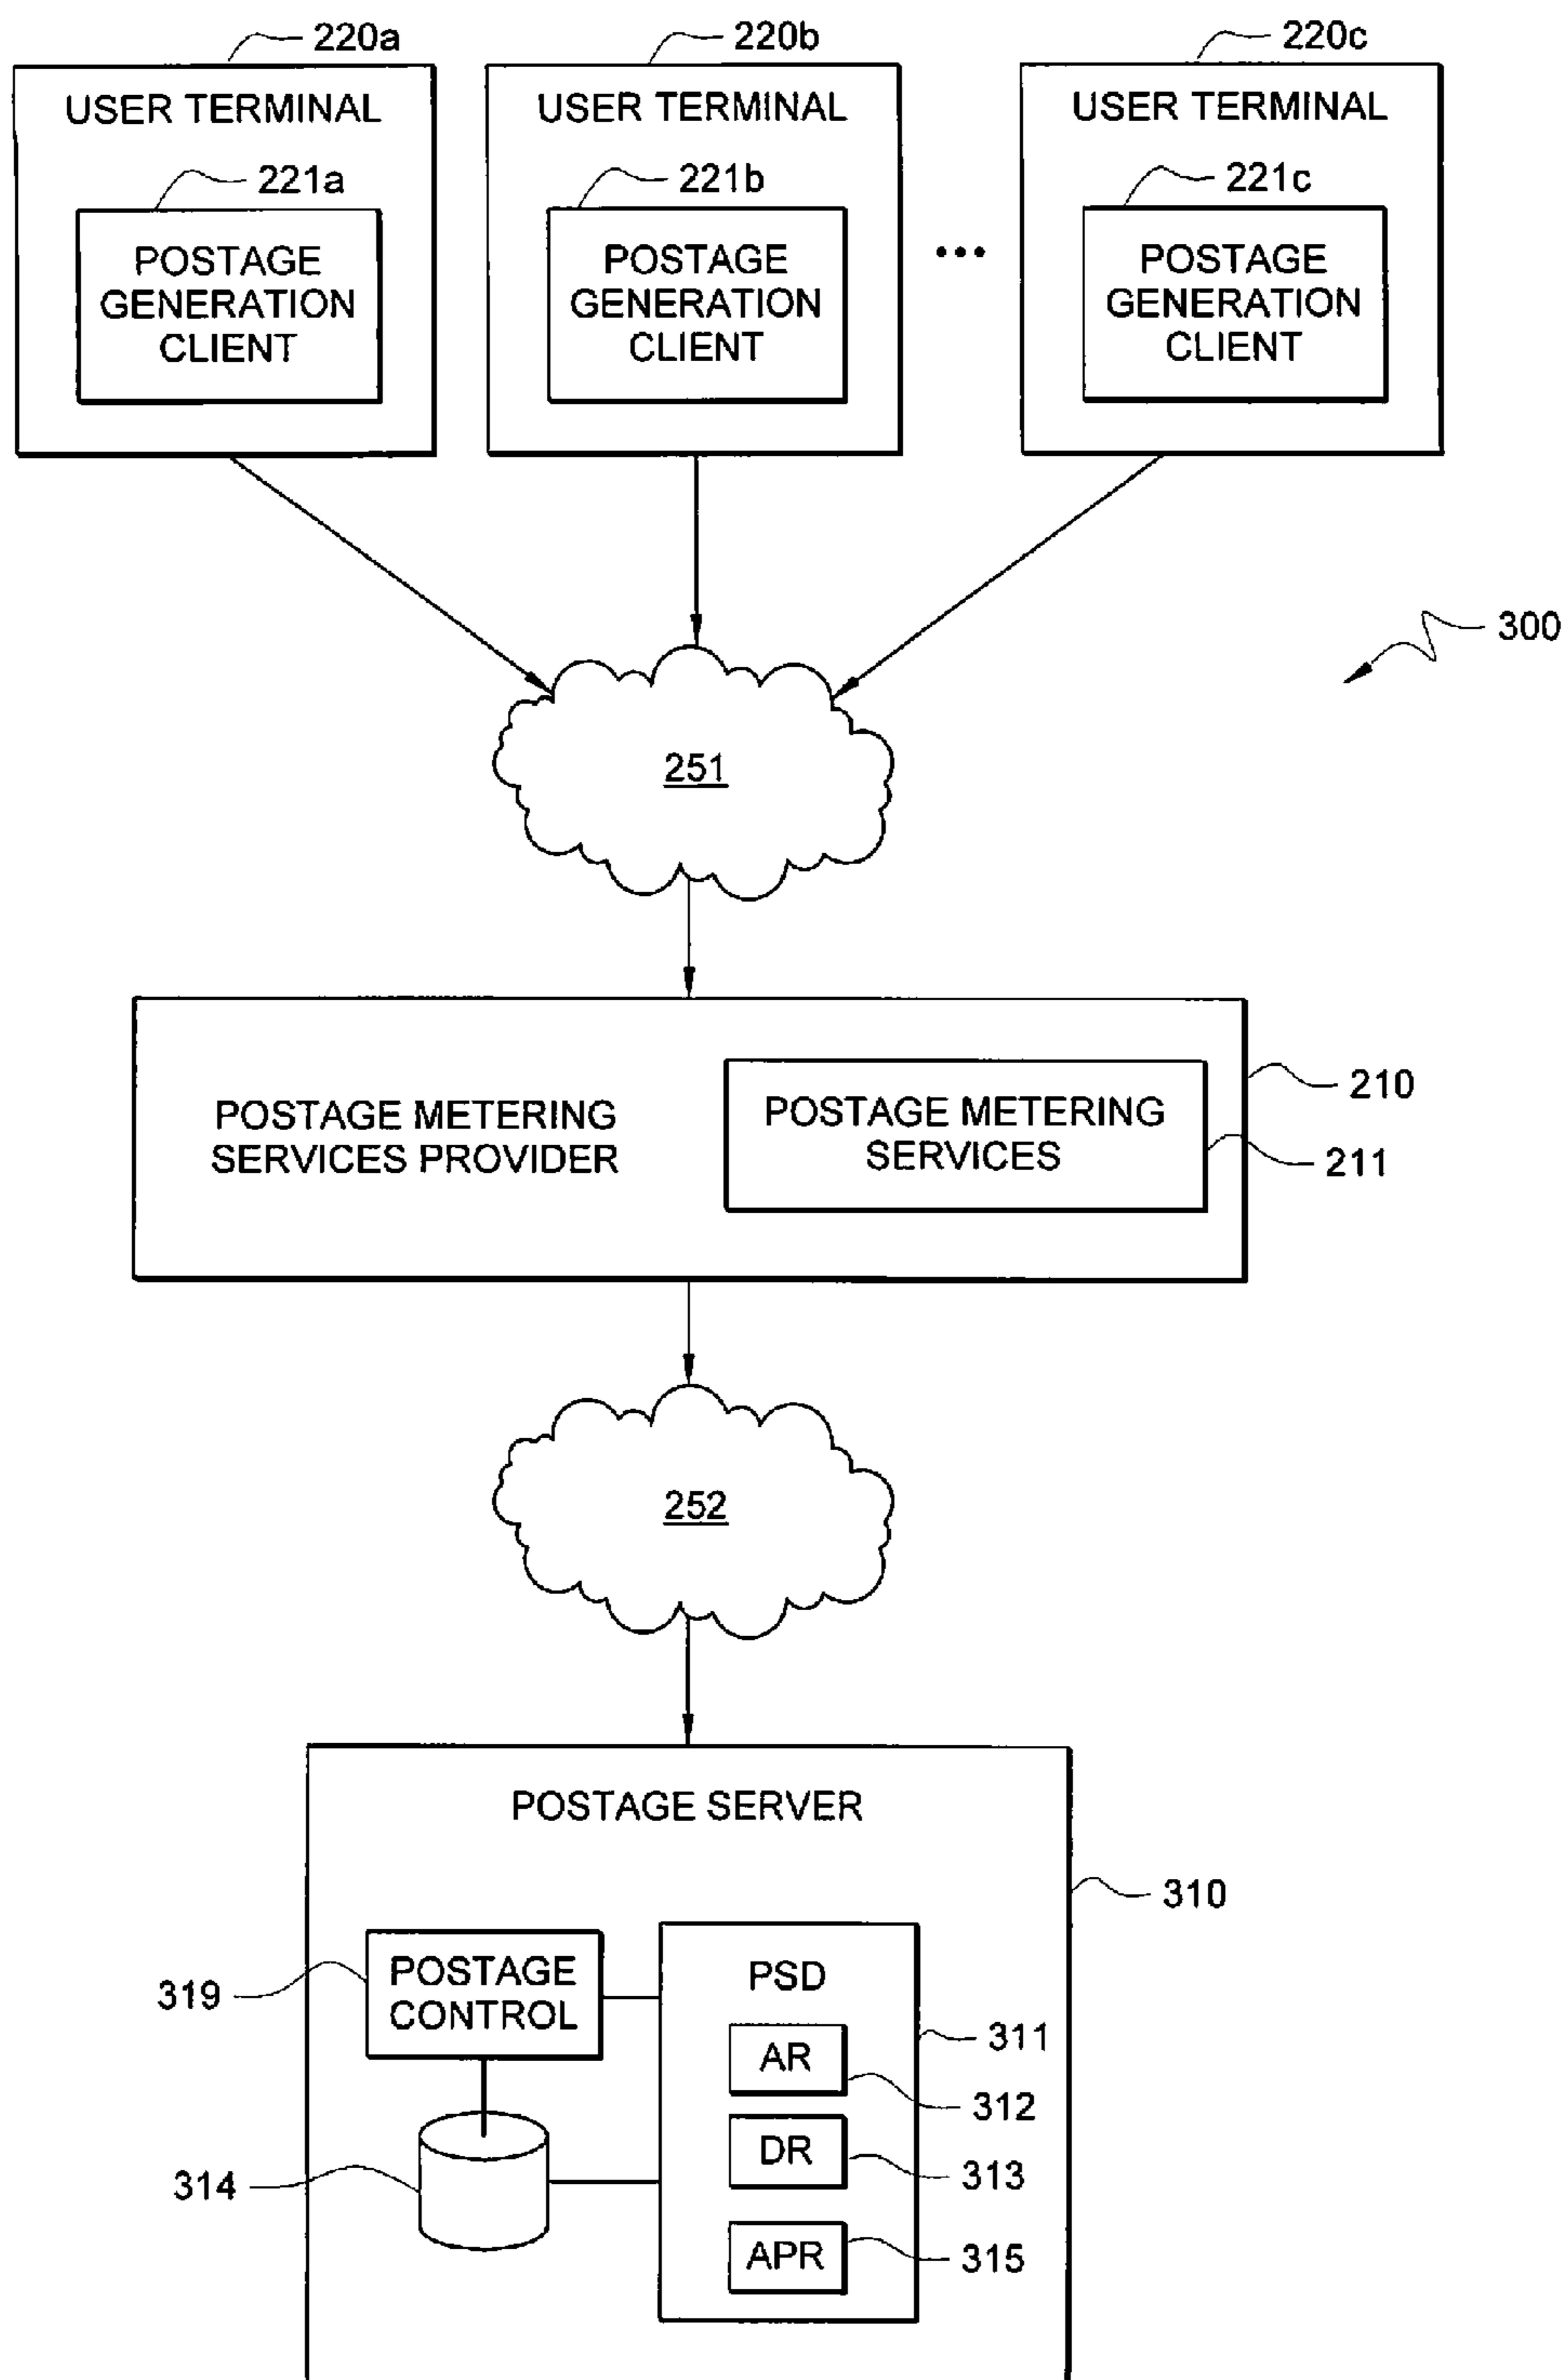 220a
220b
220c
USER TERMINAL
USER TERMINAL
USER TERMINAL
221a
221b
221c
POSTAGE
GENERATION
CLIENT
POSTAGE
GENERATION
CLIENT
...
POSTAGE
GENERATION
CLIENT
300
251
POSTAGE METERING
SERVICES PROVIDER
POSTAGE METERING
SERVICES
210
211
252
POSTAGE SERVER
310
319
POSTAGE
CONTROL
PSD
311
AR
312
DR
313
314
APR
315